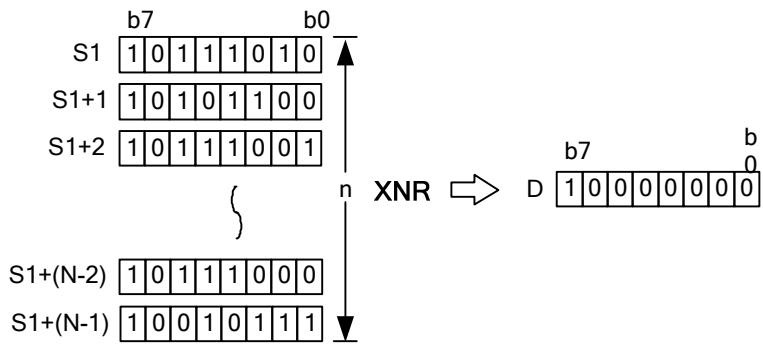 b7 b0
S1 1 0 1 1 1 0 1 0
S1+1 1 0 1 0 1 1 0 0
S1+2 1 0 1 1 1 0 0 1
n XNR D 1 0 0 0 0 0 0 0
b7 b
0
S1+(N-2) 1 0 1 1 1 0 0 0
S1+(N-1) 1 0 0 1 0 1 1 1